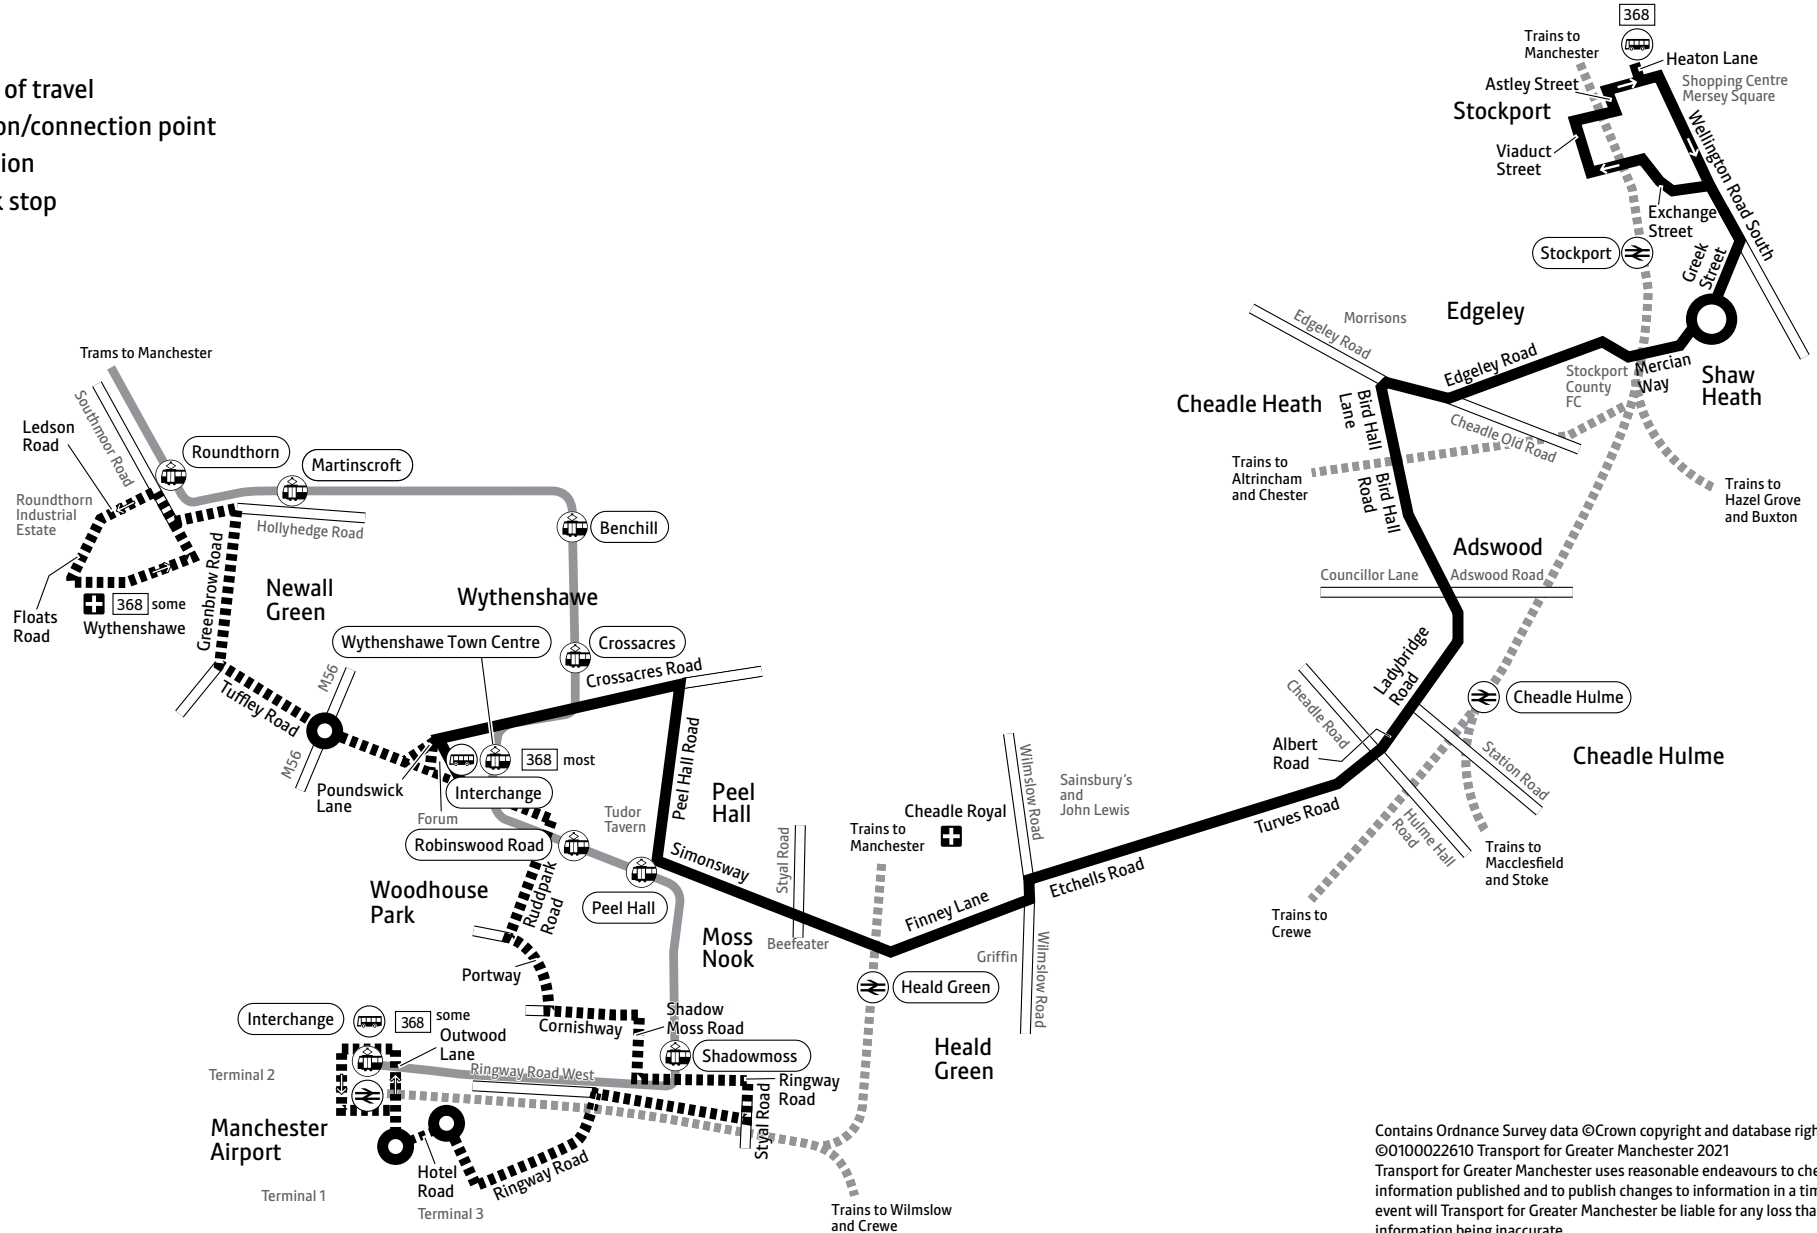 of travel
on/connection point
ion
stop
368
Trains to
Manchester
Heaton Lane
Astley Street
Shopping Centre
Mersey Square
Stockport
Wellington Road South
Viaduct
Street
Exchange
Street
Stockport
Greek
Street
Edgeley
Morrisons
Edgeley Road
Edgeley Road
Mercian
Way
Stockport
County
FC
Shaw
Heath
Cheadle Heath
Bird Hall
Lane
Cheadle Old Road
Trains to
Altrincham
and Chester
Bird Hall
Road
Trains to
Hazel Grove
and Buxton
Adswood
Councillor Lane
Adswood Road
Ladybridge
Road
Cheadle Hulme
Cheadle Road
Albert
Road
Station Road
Cheadle Hulme
Turves Road
Hulme Hall
Road
Trains to
Macclesfield
and Stoke
Trains to
Crewe
Trams to Manchester
Southmoor Road
Ledson
Road
Roundthorn
Martinscroft
Roundthorn
Industrial
Estate
Hollyhedge Road
Benchill
Greenbrow Road
Newall
Green
Wythenshawe
Floats
Road
368 some
Wythenshawe
Wythenshawe Town Centre
Crossacres
Crossacres Road
M56
Tuffley Road
M56
Poundswick
Lane
368 most
Interchange
Forum
Peel Hall Road
Peel
Hall
Tudor
Tavern
Robinswood Road
Simonsway
Styal Road
Trains to
Manchester
Cheadle Royal
Wilmslow Road
Sainsbury's
and
John Lewis
Woodhouse
Park
Ruddpark
Road
Peel Hall
Finney Lane
Etchells Road
Moss
Nook
Beefeater
Griffin
Wilmslow Road
Portway
Heald Green
Interchange
368 some
Outwood
Lane
Cornishway
Shadow
Moss Road
Shadowmoss
Heald
Green
Terminal 2
Ringway Road West
Ringway
Road
Styal Road
Manchester
Airport
Hotel
Road
Ringway Road
Terminal 1
Terminal 3
Trains to Wilmslow
and Crewe
Contains Ordnance Survey data ©Crown copyright and database righ
©0100022610 Transport for Greater Manchester 2021
Transport for Greater Manchester uses reasonable endeavours to che
information published and to publish changes to information in a tim
event will Transport for Greater Manchester be liable for any loss tha
information being inaccurate